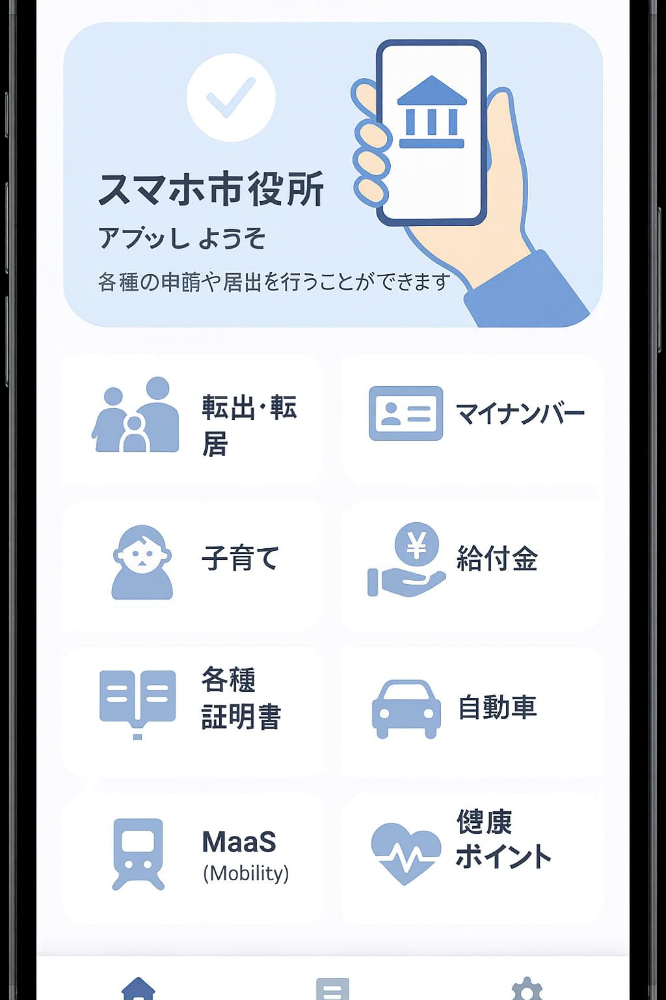 スマホ市役所
アブッし ようそ
各種の申や居出を行うことができます
転出・転
居
マイナンバー
子育て
¥
給付金
各種
証明書
自動車
MaaS
(Mobility)
健康
ポイント